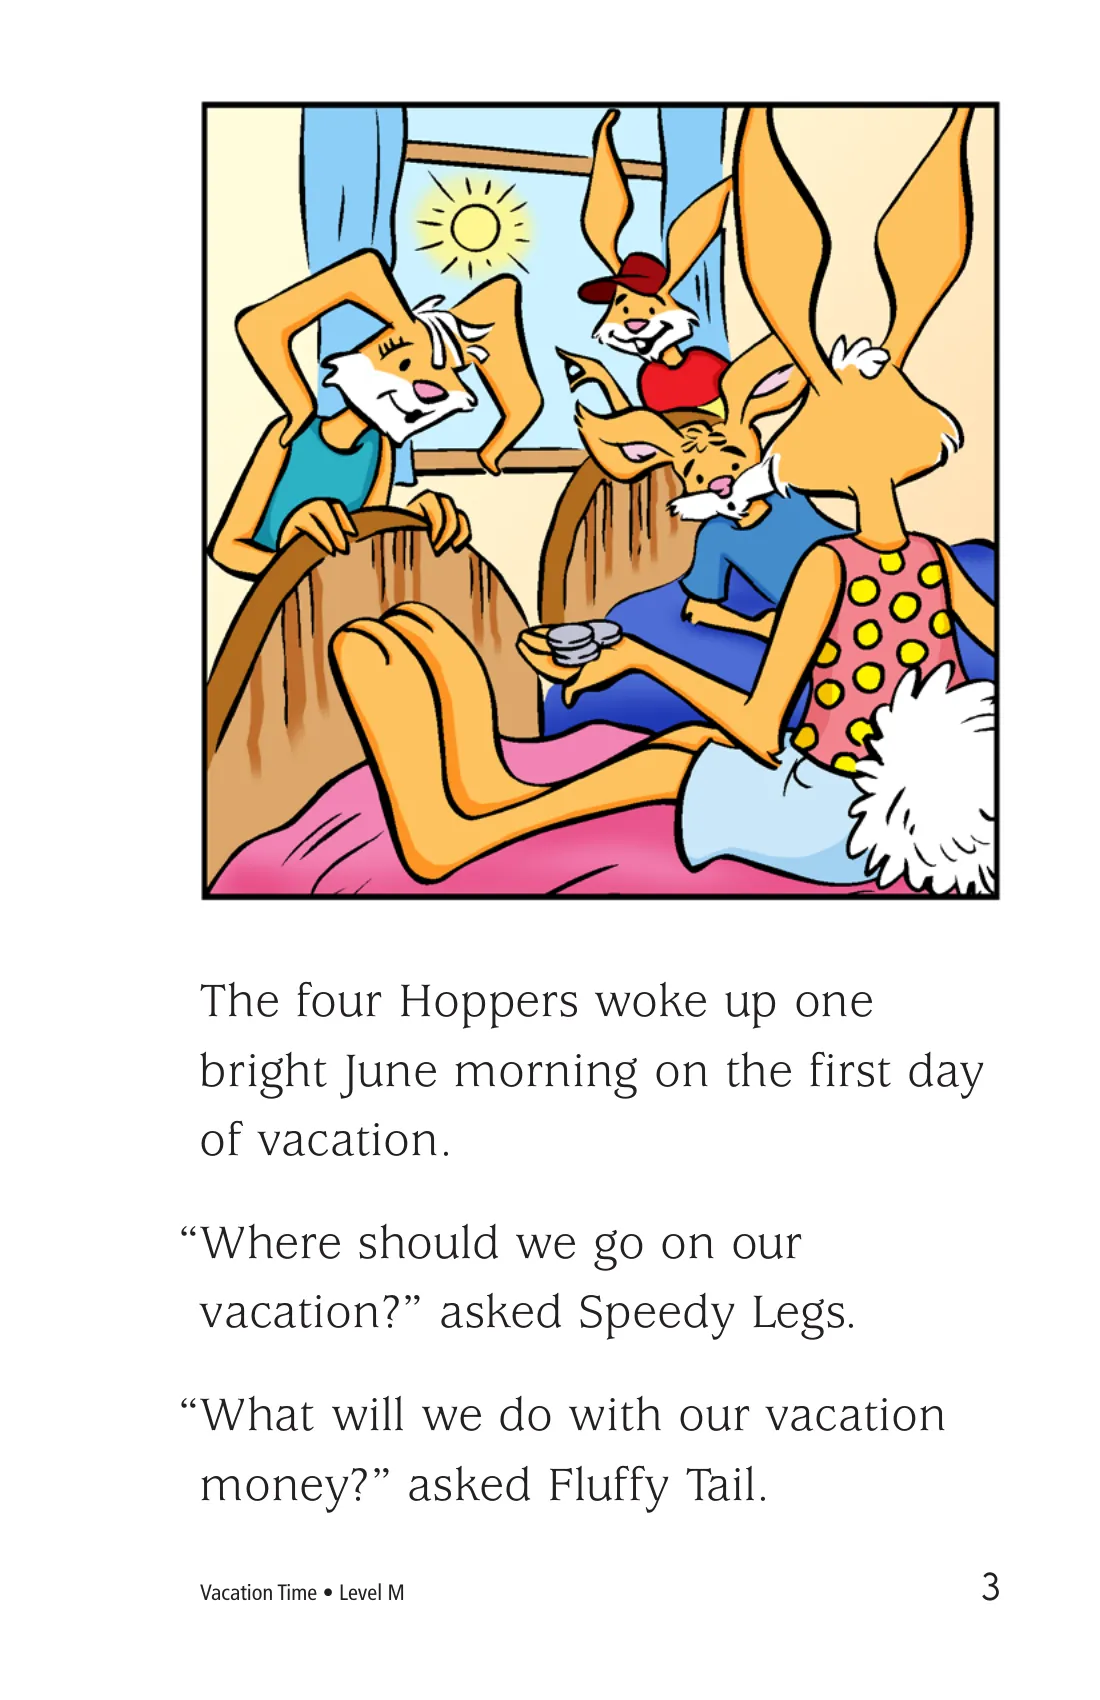 The four Hoppers woke up one
bright June morning on the first day
of vacation.
“Where should we go on our
vacation?” asked Speedy Legs.
“What will we do with our vacation
money?” asked Fluffy Tail.
Vacation Time • Level M
3